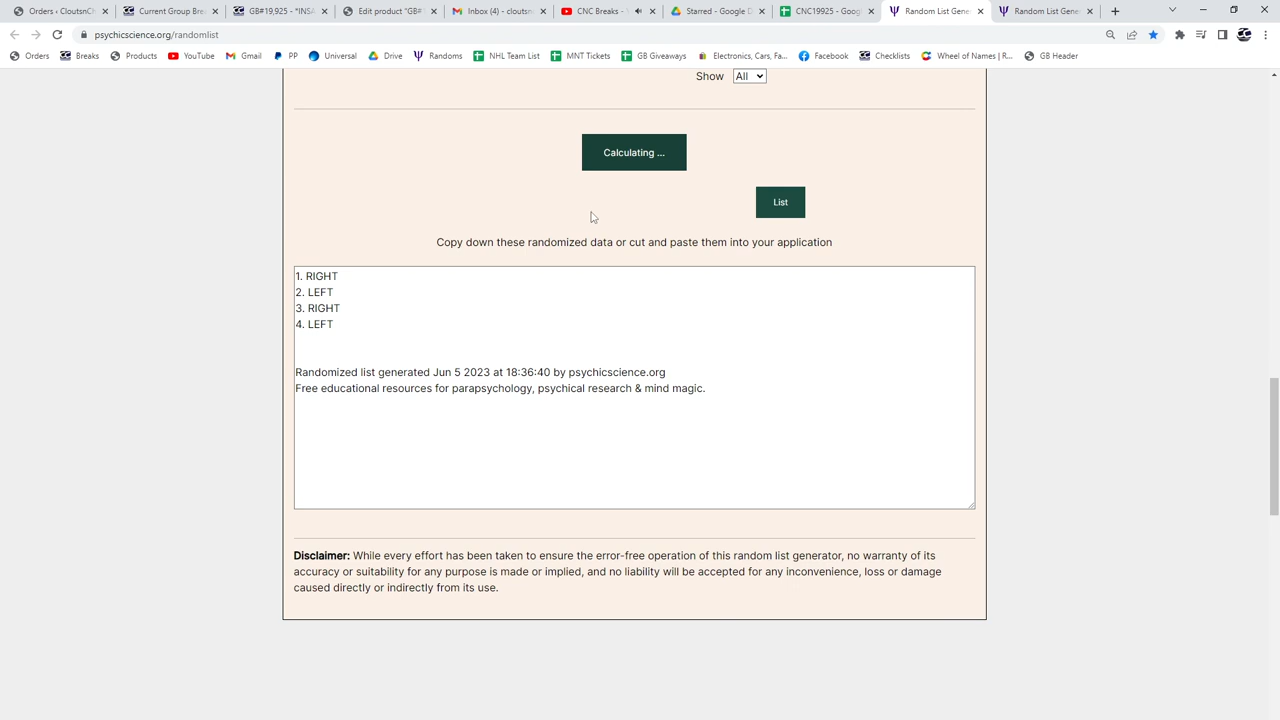 Orders ‹ CloutsnCh
Current Group Brec
GB#19,925 - "INSA
Edit product "GB#1
Inbox (4) - cloutsn
CNC Breaks - 
Starred - Google D
CNC19925 - Googl
Random List Gene
Random List Gene
psychicscience.org/randomlist
Orders
Breaks
Products
YouTube
Gmail
PP
Universal
Drive
Randoms
NHL Team List
MNT Tickets
GB Giveaways
Electronics, Cars, Fa...
Facebook
Checklists
Wheel of Names | R...
GB Header
Show All
Calculating ...
List
Copy down these randomized data or cut and paste them into your application
1. RIGHT
2. LEFT
3. RIGHT
4. LEFT
Randomized list generated Jun 5 2023 at 18:36:40 by psychicscience.org
Free educational resources for parapsychology, psychical research & mind magic.
Disclaimer: While every effort has been taken to ensure the error-free operation of this random list generator, no warranty of its
accuracy or suitability for any purpose is made or implied, and no liability will be accepted for any inconvenience, loss or damage
caused directly or indirectly from its use.